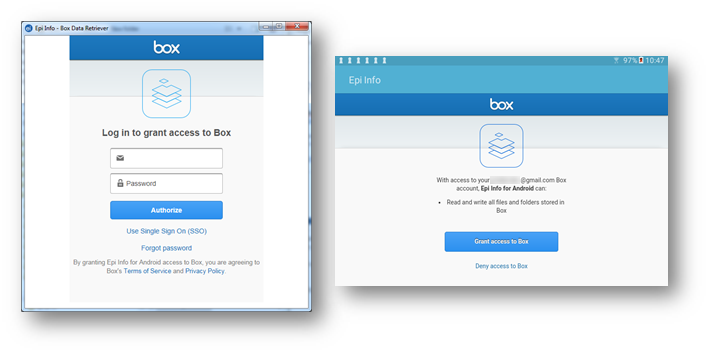 Epi Info - Box Data Retriever
box
Log in to grant access to Box
Password
Authorize
Use Single Sign On (SSO)
Forgot password
By granting Epi Info for Android access to Box, you are agreeing to
Box's Terms of Service and Privacy Policy.
97% 10:47
Epi Info
box
With access to your @gmail.com Box
account, Epi Info for Android can:
• Read and write all files and folders stored in
Box
Grant access to Box
Deny access to Box